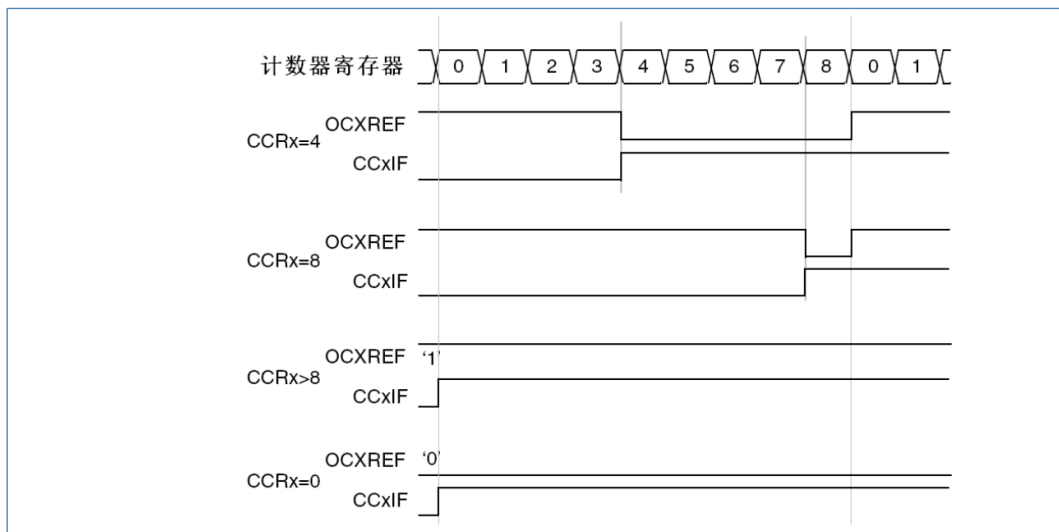 计数器寄存器 0 1 2 3 4 5 6 7 8 0 1
OCXREF
CCRx=4
CCxIF
OCXREF
CCRx=8
CCxIF
OCXREF ‘1’
CCRx>8
CCxIF
OCXREF ‘0’
CCRx=0
CCxIF